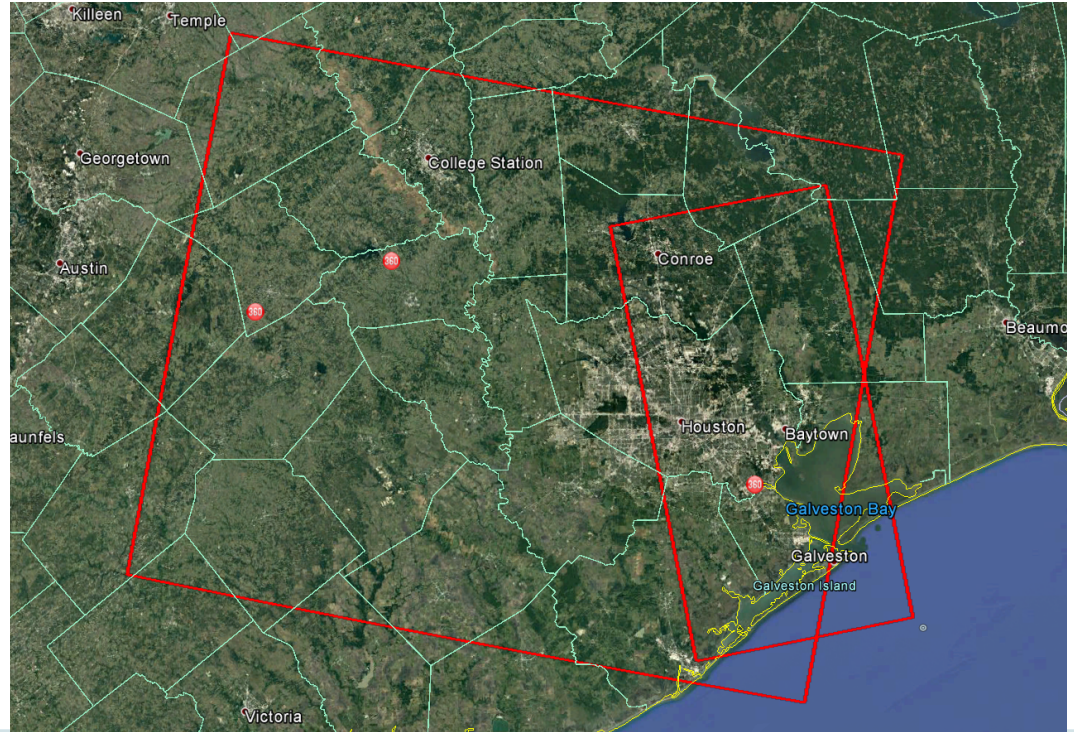 Killeen
Temple
Georgetown
College Station
Austin
360
360
Conroe
Beaumo
aunfels
Houston
Baytown
360
Galveston Bay
Galveston
Galveston Island
Victoria